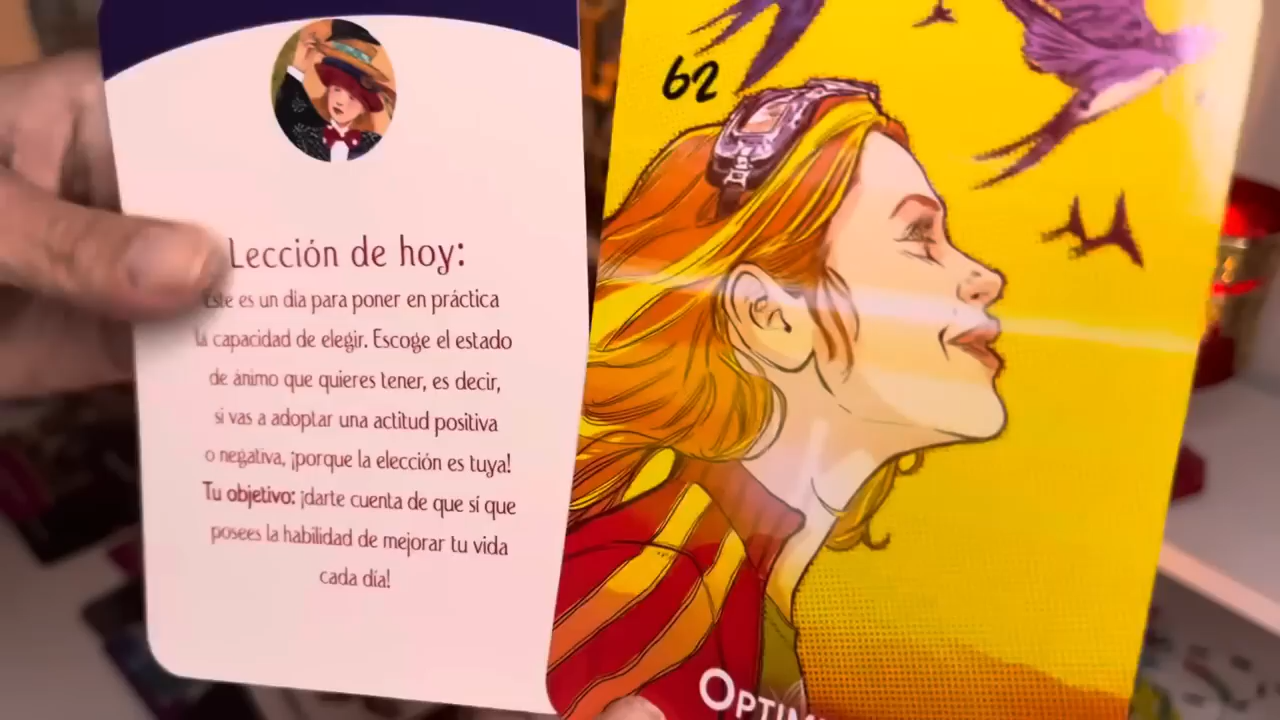 Lección de hoy:
Este es un día para poner en práctica
la capacidad de elegir. Escoge el estado
de ánimo que quieres tener, es decir,
si vas a adoptar una actitud positiva
o negativa, ¡porque la elección es tuya!
Tu objetivo: ¡darte cuenta de que sí que
posees la habilidad de mejorar tu vida
cada día!
62